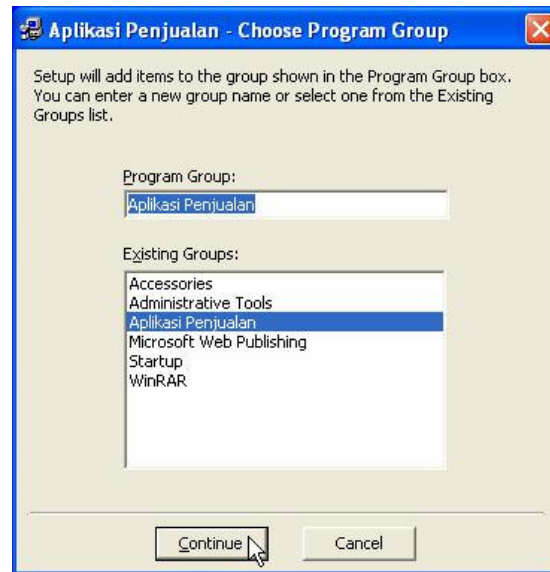 Aplikasi Penjualan - Choose Program Group
Setup will add items to the group shown in the Program Group box.
You can enter a new group name or select one from the Existing
Groups list.
Program Group:
Aplikasi Penjualan
Existing Groups:
Accessories
Administrative Tools
Aplikasi Penjualan
Microsoft Web Publishing
Startup
WinRAR
Continue
Cancel